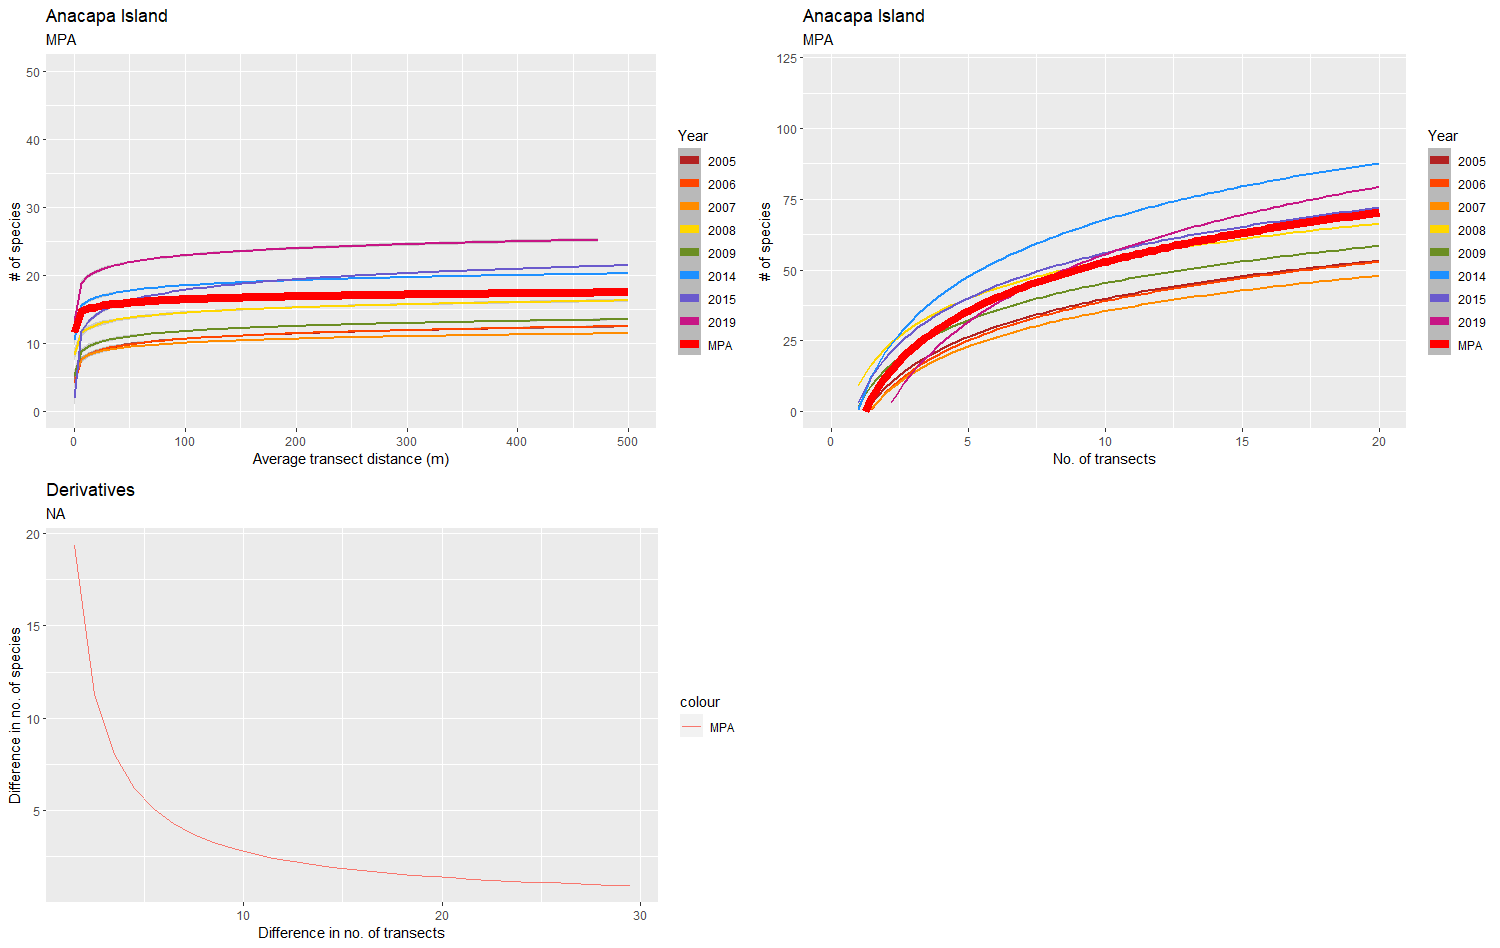 Anacapa Island
MPA
# of species
50
40
30
20
10
0
0 100 200 300 400 500
Average transect distance (m)
Year
2005
2006
2007
2008
2009
2014
2015
2019
MPA
Anacapa Island
MPA
# of species
125
100
75
50
25
0
0 5 10 15 20
No. of transects
Year
2005
2006
2007
2008
2009
2014
2015
2019
MPA
Derivatives
NA
Difference in no. of species
20
15
10
5
10 20 30
Difference in no. of transects
colour
MPA